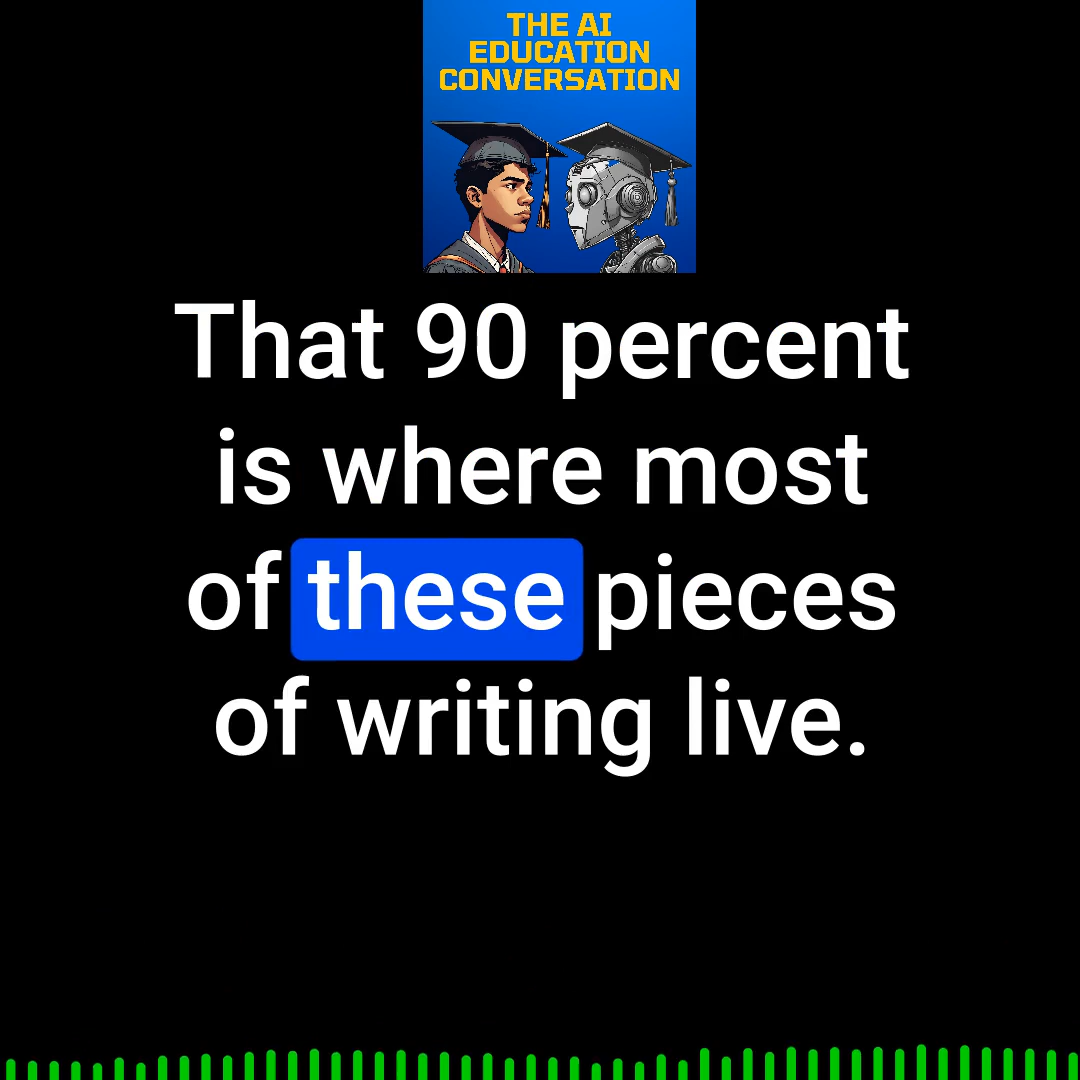 THE AI
EDUCATION
CONVERSATION
That 90 percent
is where most
of these pieces
of writing live.